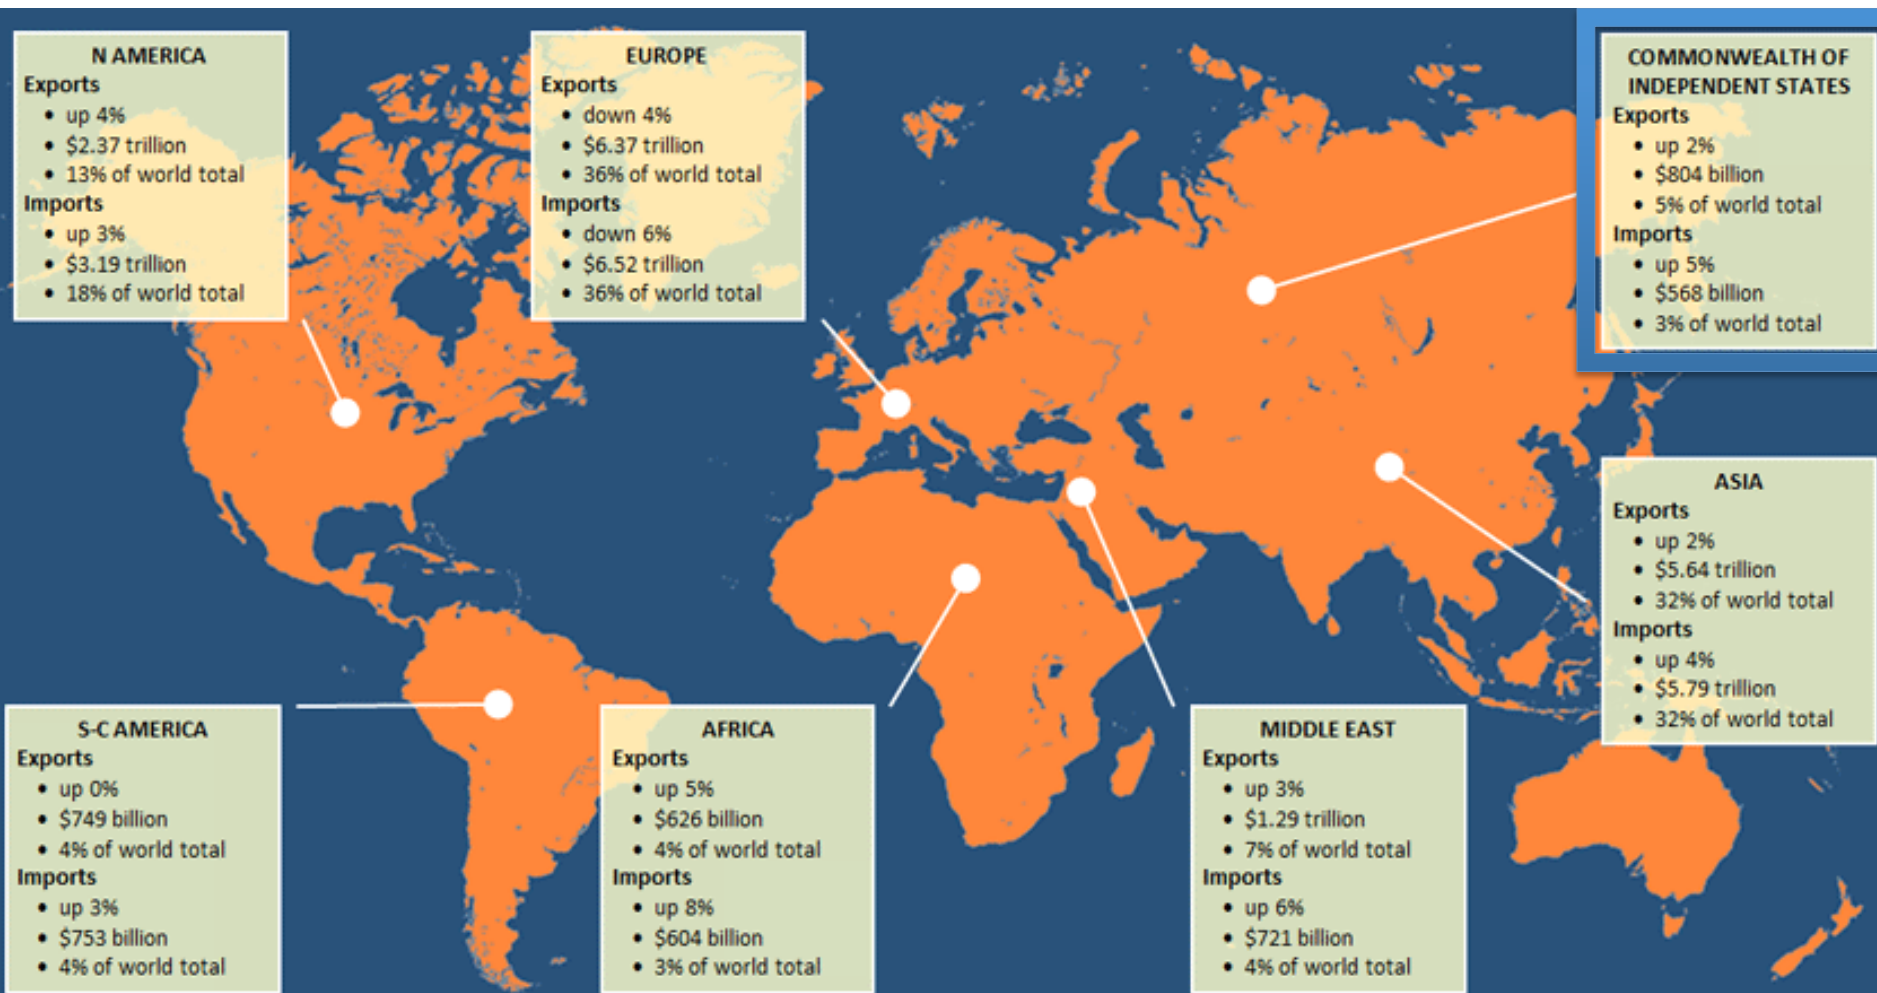 N AMERICA
Exports
• up 4%
• $2.37 trillion
• 13% of world total
Imports
• up 3%
• $3.19 trillion
• 18% of world total
EUROPE
Exports
• down 4%
• $6.37 trillion
• 36% of world total
Imports
• down 6%
• $6.52 trillion
• 36% of world total
COMMONWEALTH OF
INDEPENDENT STATES
Exports
• up 2%
• $804 billion
• 5% of world total
Imports
• up 5%
• $568 billion
• 3% of world total
ASIA
Exports
• up 2%
• $5.64 trillion
• 32% of world total
Imports
• up 4%
• $5.79 trillion
• 32% of world total
S-C AMERICA
Exports
• up 0%
• $749 billion
• 4% of world total
Imports
• up 3%
• $753 billion
• 4% of world total
AFRICA
Exports
• up 5%
• $626 billion
• 4% of world total
Imports
• up 8%
• $604 billion
• 3% of world total
MIDDLE EAST
Exports
• up 3%
• $1.29 trillion
• 7% of world total
Imports
• up 6%
• $721 billion
• 4% of world total